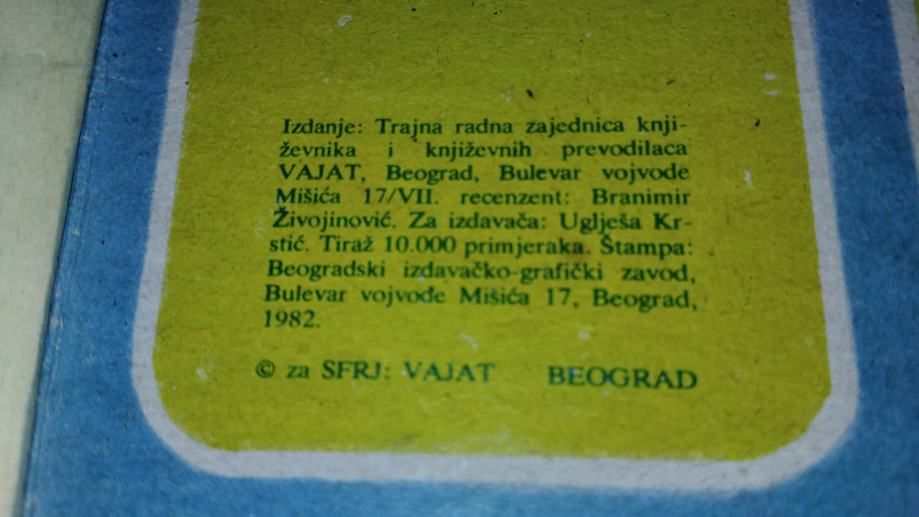 Izdanje: Trajna radna zajednica knji-
ževnika i književnih prevodilaca
VAJAT, Beograd, Bulevar vojvode
Mišića 17/VII. recenzent: Branimir
Živojinović. Za izdavača: Uglješa Kr-
stić. Tiraž 10.000 primjeraka. Štampa:
Beogradski izdavačko-grafički zavod,
Bulevar vojvode Mišića 17, Beograd,
1982.
© za SFRJ: VAJAT BEOGRAD